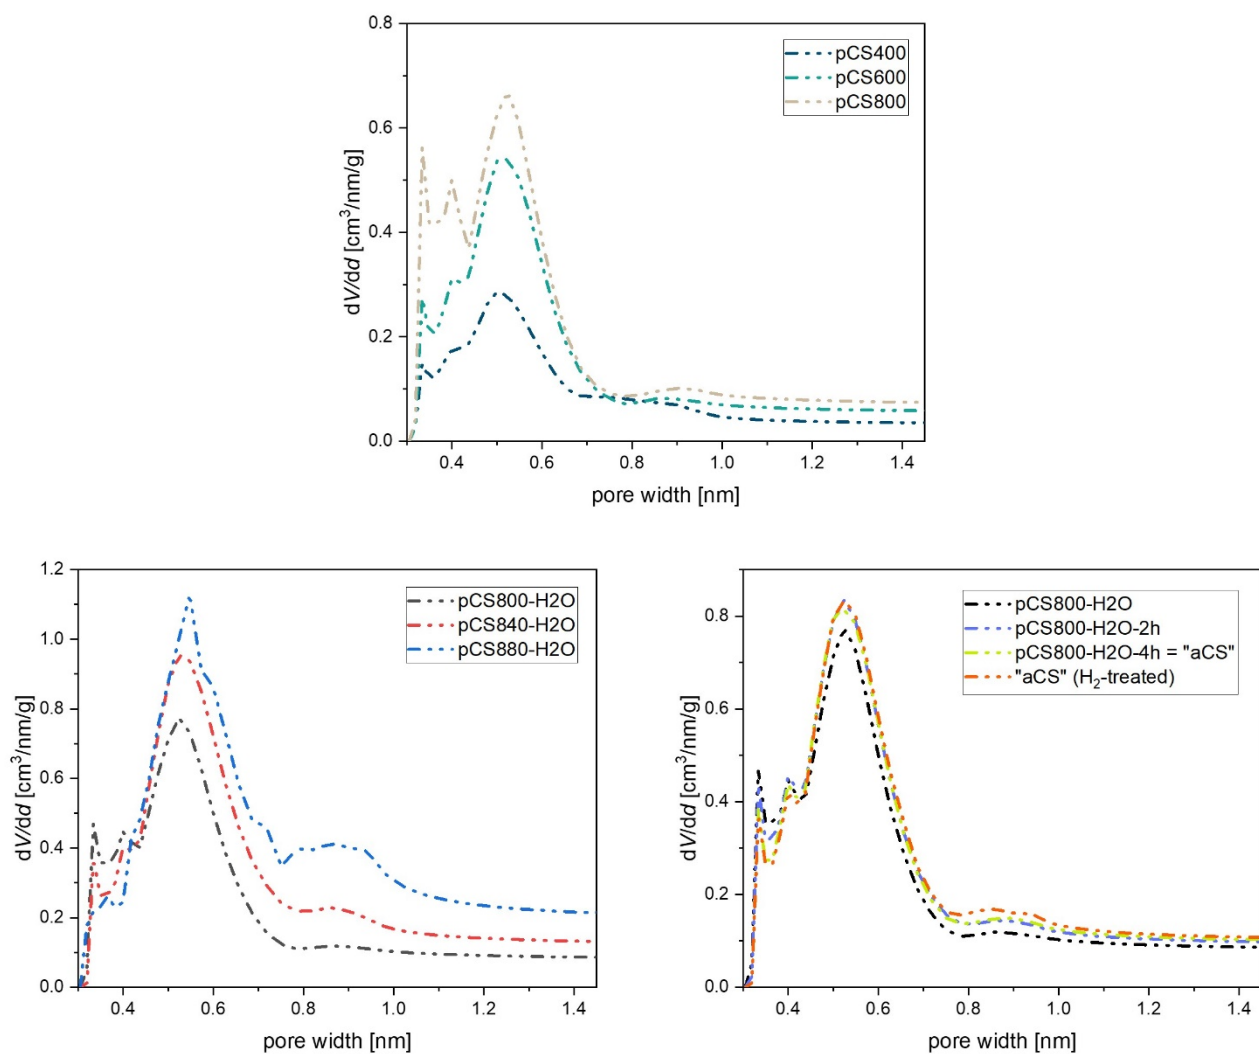 0.8
0.6
0.4
0.2
0.0
dV/dd [cm³/nm/g]
pCS400
pCS600
pCS800
0.4 0.6 0.8 1.0 1.2 1.4
pore width [nm]
1.2
1.0
0.8
0.6
0.4
0.2
0.0
dV/dd [cm³/nm/g]
pCS800-H2O
pCS840-H2O
pCS880-H2O
0.4 0.6 0.8 1.0 1.2 1.4
pore width [nm]
0.8
0.6
0.4
0.2
0.0
dV/dd [cm³/nm/g]
pCS800-H2O
pCS800-H2O-2h
pCS800-H2O-4h = "aCS"
"aCS" (H₂-treated)
0.4 0.6 0.8 1.0 1.2 1.4
pore width [nm]